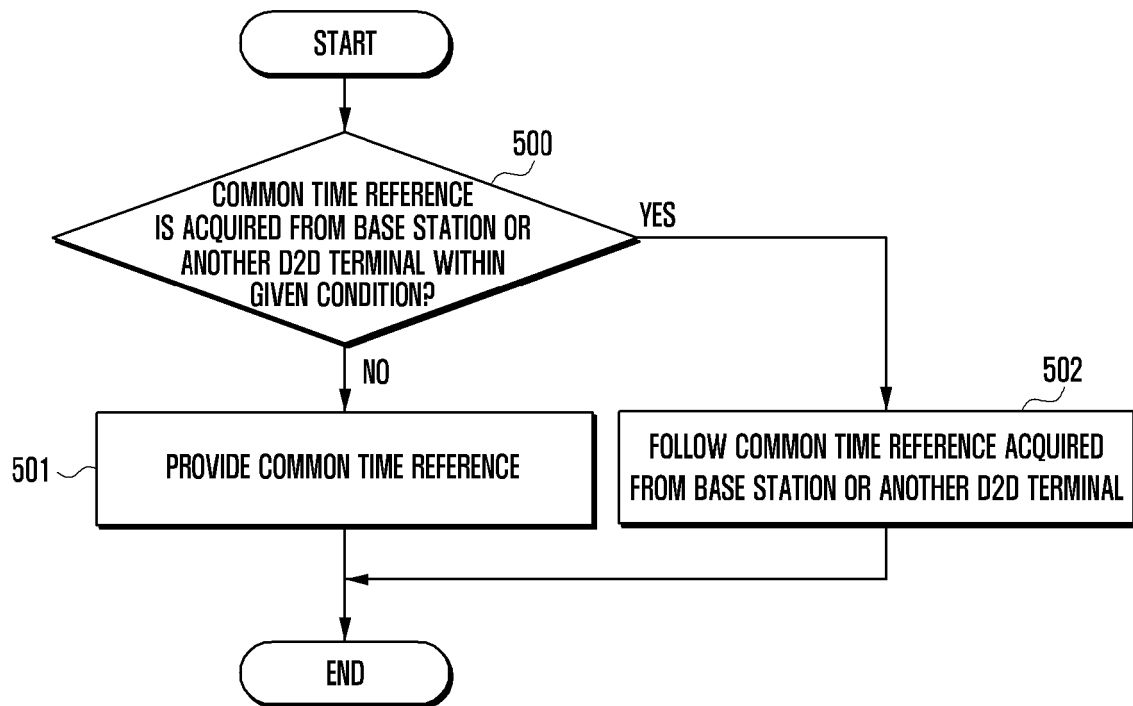 START
500
COMMON TIME REFERENCE
IS ACQUIRED FROM BASE STATION OR
ANOTHER D2D TERMINAL WITHIN
GIVEN CONDITION?
YES
NO
502
501
PROVIDE COMMON TIME REFERENCE
FOLLOW COMMON TIME REFERENCE ACQUIRED
FROM BASE STATION OR ANOTHER D2D TERMINAL
END